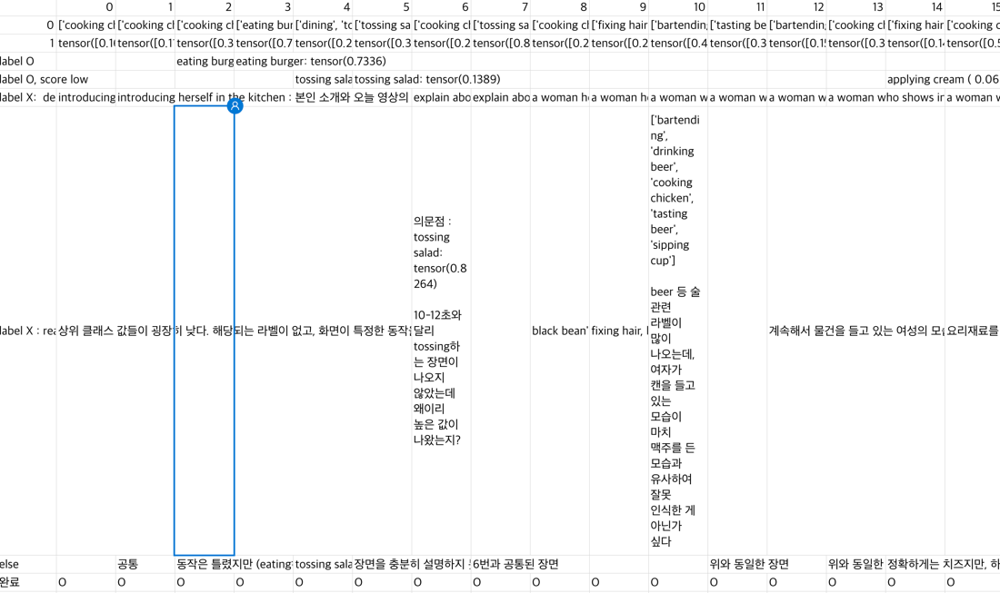 0 1 2 3 4 5 6 7 8 9 10 11 12 13 14 15
0 ['cooking cl ['cooking cl ['cooking cl ['eating bur ['dining', 'tc ['tossing sa ['cooking cl ['tossing sa ['cooking cl ['fixing hair ['bartending ['tasting be ['bartending ['cooking cl ['fixing hair ['cooking c
1 tensor([0.1( tensor([0.1 tensor([0.3 tensor([0.7 tensor([0.2 tensor([0.3 tensor([0.2 tensor([0.8 tensor([0.2 tensor([0.2 tensor([0.4 tensor([0.3 tensor([0.1! tensor([0.3 tensor([0.1 tensor([0.5
label O eating burg eating burger: tensor(0.7336)
label O, score low tossing sala tossing salad: tensor(0.1389) applying cream ( 0.06
label X: de introducing introducing herself in the kitchen : 본인 소개와 오늘 영상의 explain abo explain abo a woman h a woman h a woman w a woman w a woman w a woman who shows ir a woman w
['bartendi
ng',
'drinking
beer',
'cooking
chicken',
'tasting
beer',
'sipping
cup']
beer 등 술
관련
라벨이
많이
나오는데,
여자가
캔을 들고
있는
모습이
마치
맥주를 든
모습과
유사하여
잘못
인식한 게
아닌가
싶다
의문점 :
tossing
salad:
tensor(0.8
264)
10-12초와
달리
tossing하
는 장면이
나오지
않았는데
왜이리
높은 값이
나왔는지?
label X : rea 상위 클래스 값들이 굉장히 낮다. 해당되는 라벨이 없고, 화면이 특정한 동작 black bean' fixing hair, 계속해서 물건을 들고 있는 여성의 모 요리재료를
else 공통 동작은 틀렸지만 (eating tossing sala 장면을 충분히 설명하지 6번과 공통된 장면 위와 동일한 장면 위와 동일한 정확하게는 치즈지만, 하
완료 O O O O O O O O O O O O O O O O